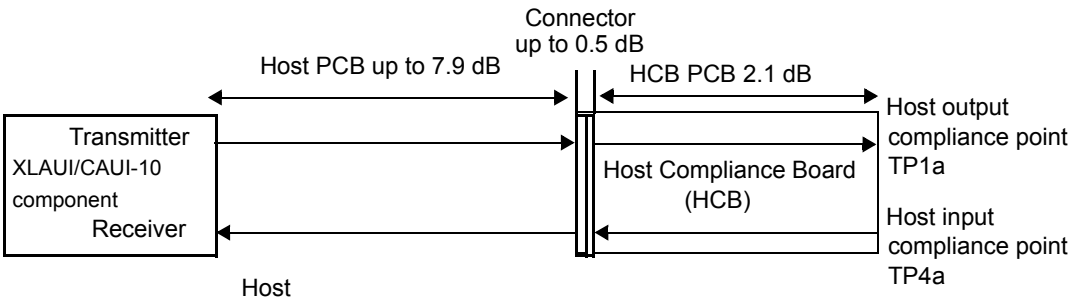 Connector
up to 0.5 dB
Host PCB up to 7.9 dB
HCB PCB 2.1 dB
Host output
compliance point
TP1a
Transmitter
XLAUI/CAUI-10
component
Receiver
Host Compliance Board
(HCB)
Host input
compliance point
TP4a
Host